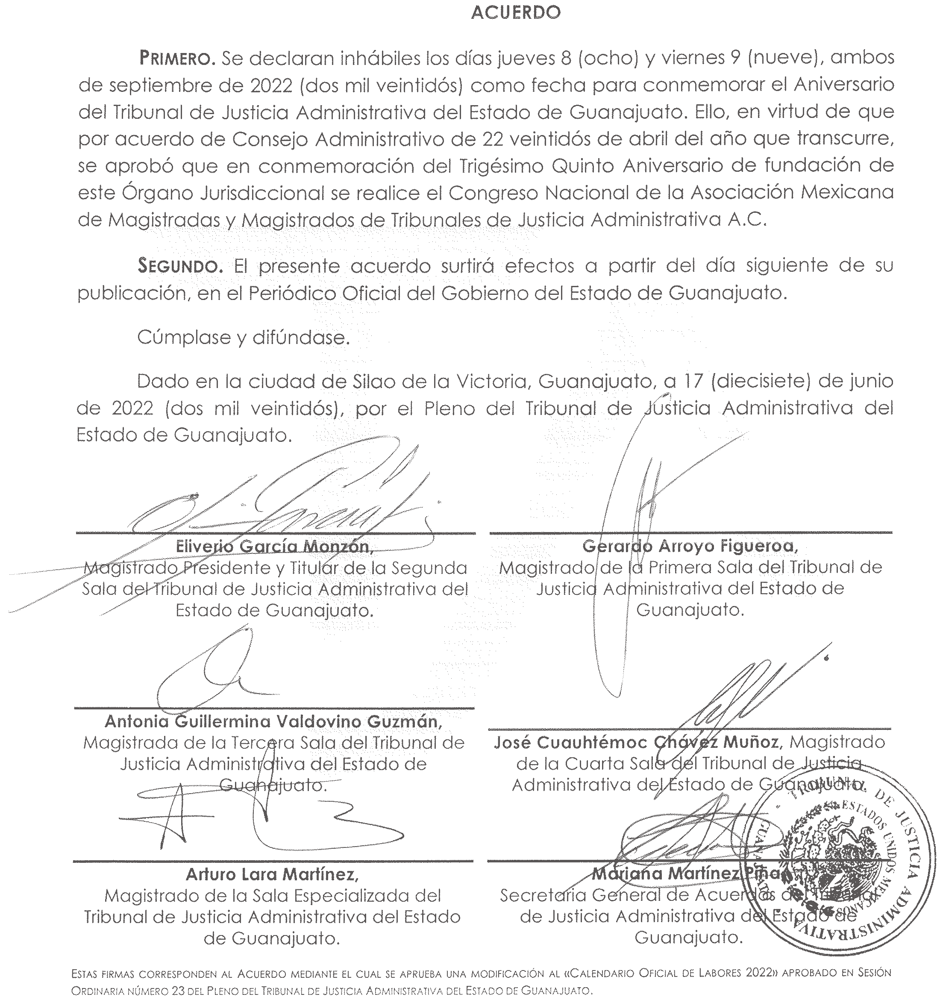 ACUERDO
PRIMERO. Se declaran inhábiles los días jueves 8 (ocho) y viernes 9 (nueve), ambos
de septiembre de 2022 (dos mil veintidós) como fecha para conmemorar el Aniversario
del Tribunal de Justicia Administrativa del Estado de Guanajuato. Ello, en virtud de que
por acuerdo de Consejo Administrativo de 22 veintidós de abril del año que transcurre,
se aprobó que en conmemoración del Trigésimo Quinto Aniversario de fundación de
este Órgano Jurisdiccional se realice el Congreso Nacional de la Asociación Mexicana
de Magistradas y Magistrados de Tribunales de Justicia Administrativa A.C.
SEGUNDO. El presente acuerdo surtirá efectos a partir del día siguiente de su
publicación, en el Periódico Oficial del Gobierno del Estado de Guanajuato.
Cúmplase y difúndase.
Dado en la ciudad de Silao de la Victoria, Guanajuato, a 17 (diecisiete) de junio
de 2022 (dos mil veintidós), por el Pleno del Tribunal de Justicia Administrativa del
Estado de Guanajuato.
Eliverio García Monzón,
Magistrado Presidente y Titular de la Segunda
Sala del Tribunal de Justicia Administrativa del
Estado de Guanajuato.
Gerardo Arroyo Figueroa,
Magistrado de la Primera Sala del Tribunal de
Justicia Administrativa del Estado de
Guanajuato.
Antonia Guillermina Valdovino Guzmán,
Magistrada de la Tercera Sala del Tribunal de
Justicia Administrativa del Estado de
Guanajuato.
José Cuauhtémoc Chávez Muñoz, Magistrado
de la Cuarta Sala del Tribunal de Justicia
Administrativa del Estado de Guanajuato.
Arturo Lara Martínez,
Magistrado de la Sala Especializada del
Tribunal de Justicia Administrativa del Estado
de Guanajuato.
Mariana Martínez Piña,
Secretaria General de Acuerdos del Tribunal
de Justicia Administrativa del Estado de
Guanajuato.
TRIBUNAL DE JUSTICIA ADMINISTRATIVA
ESTADOS UNIDOS MEXICANOS
GUANAJUATO
ESTAS FIRMAS CORRESPONDEN AL ACUERDO MEDIANTE EL CUAL SE APRUEBA UNA MODIFICACIÓN AL «CALENDARIO OFICIAL DE LABORES 2022» APROBADO EN SESIÓN
ORDINARIA NÚMERO 23 DEL PLENO DEL TRIBUNAL DE JUSTICIA ADMINISTRATIVA DEL ESTADO DE GUANAJUATO.